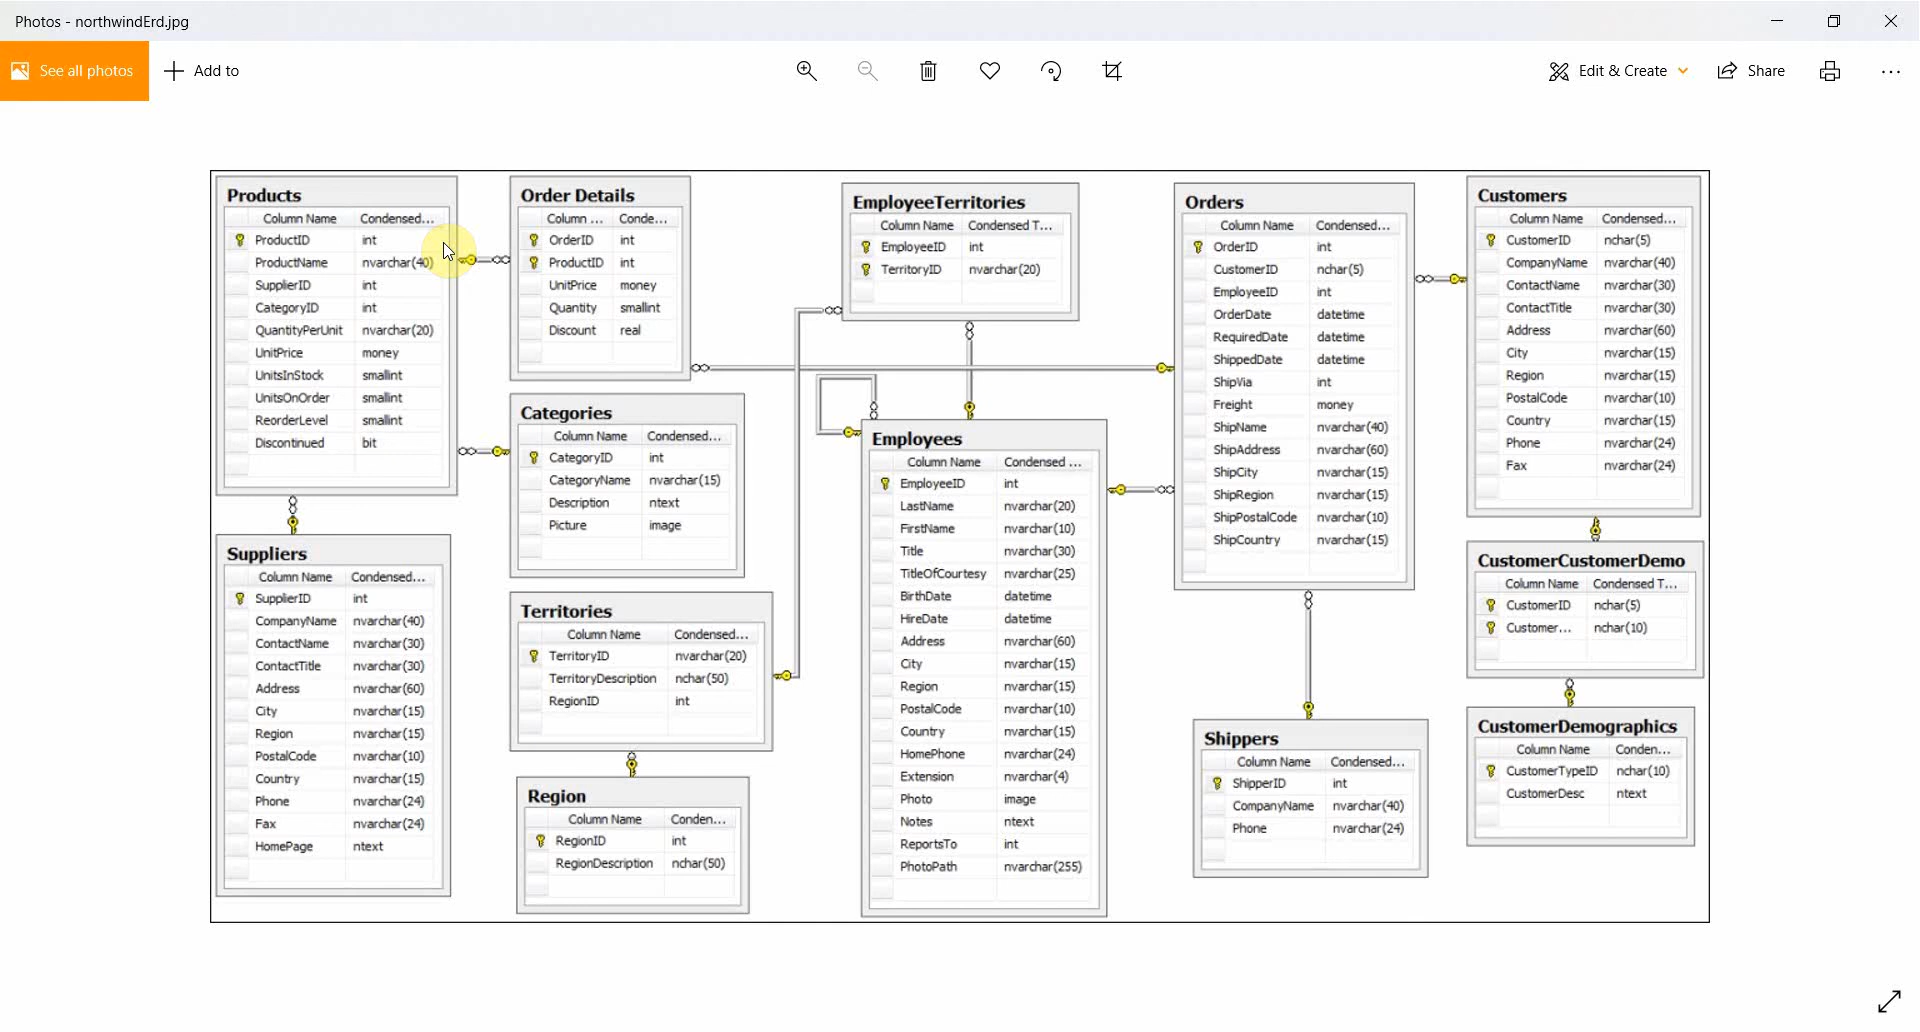 Photos - northwindErd.jpg
See all photos
Add to
Edit & Create
Share
Products
Column Name Condensed...
ProductID int
ProductName nvarchar(40)
SupplierID int
CategoryID int
QuantityPerUnit nvarchar(20)
UnitPrice money
UnitsInStock smallint
UnitsOnOrder smallint
ReorderLevel smallint
Discontinued bit
Suppliers
Column Name Condensed...
SupplierID int
CompanyName nvarchar(40)
ContactName nvarchar(30)
ContactTitle nvarchar(30)
Address nvarchar(60)
City nvarchar(15)
Region nvarchar(15)
PostalCode nvarchar(10)
Country nvarchar(15)
Phone nvarchar(24)
Fax nvarchar(24)
HomePage ntext
Order Details
Column ... Conde...
OrderID int
ProductID int
UnitPrice money
Quantity smallint
Discount real
Categories
Column Name Condensed...
CategoryID int
CategoryName nvarchar(15)
Description ntext
Picture image
Territories
Column Name Condensed...
TerritoryID nvarchar(20)
TerritoryDescription nchar(50)
RegionID int
Region
Column Name Conden...
RegionID int
RegionDescription nchar(50)
EmployeeTerritories
Column Name Condensed T...
EmployeeID int
TerritoryID nvarchar(20)
Employees
Column Name Condensed ...
EmployeeID int
LastName nvarchar(20)
FirstName nvarchar(10)
Title nvarchar(30)
TitleOfCourtesy nvarchar(25)
BirthDate datetime
HireDate datetime
Address nvarchar(60)
City nvarchar(15)
Region nvarchar(15)
PostalCode nvarchar(10)
Country nvarchar(15)
HomePhone nvarchar(24)
Extension nvarchar(4)
Photo image
Notes ntext
ReportsTo int
PhotoPath nvarchar(255)
Orders
Column Name Condensed...
OrderID int
CustomerID nchar(5)
EmployeeID int
OrderDate datetime
RequiredDate datetime
ShippedDate datetime
ShipVia int
Freight money
ShipName nvarchar(40)
ShipAddress nvarchar(60)
ShipCity nvarchar(15)
ShipRegion nvarchar(15)
ShipPostalCode nvarchar(10)
ShipCountry nvarchar(15)
Shippers
Column Name Condensed...
ShipperID int
CompanyName nvarchar(40)
Phone nvarchar(24)
Customers
Column Name Condensed...
CustomerID nchar(5)
CompanyName nvarchar(40)
ContactName nvarchar(30)
ContactTitle nvarchar(30)
Address nvarchar(60)
City nvarchar(15)
Region nvarchar(15)
PostalCode nvarchar(10)
Country nvarchar(15)
Phone nvarchar(24)
Fax nvarchar(24)
CustomerCustomerDemo
Column Name Condensed T...
CustomerID nchar(5)
Customer... nchar(10)
CustomerDemographics
Column Name Conden...
CustomerTypeID nchar(10)
CustomerDesc ntext